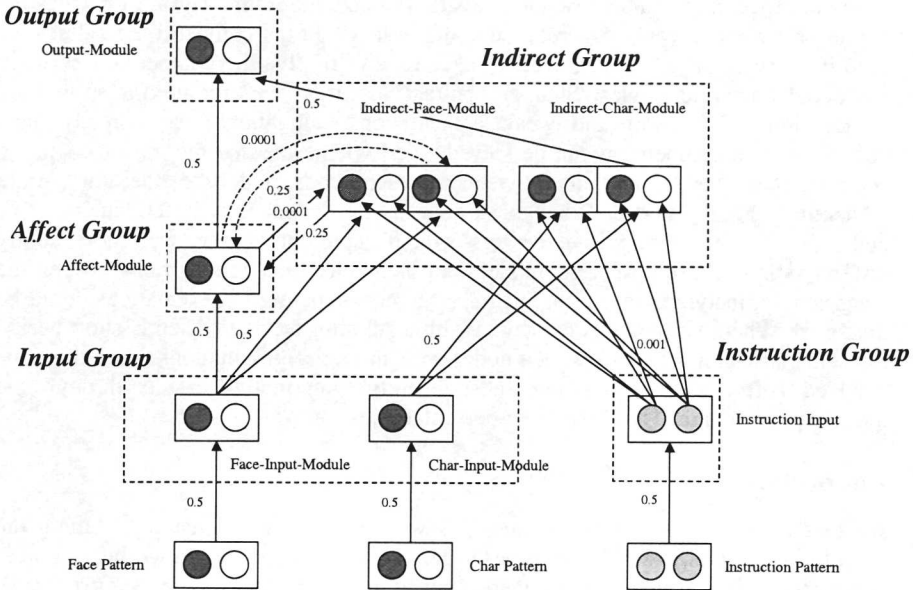 Output Group
Output-Module
Indirect Group
0.5
Indirect-Face-Module
Indirect-Char-Module
0.0001
0.5
0.25
0.0001
Affect Group
0.25
Affect-Module
0.5
0.5
0.5
0.001
Input Group
Instruction Group
Instruction Input
Face-Input-Module
Char-Input-Module
0.5
0.5
0.5
Face Pattern
Char Pattern
Instruction Pattern